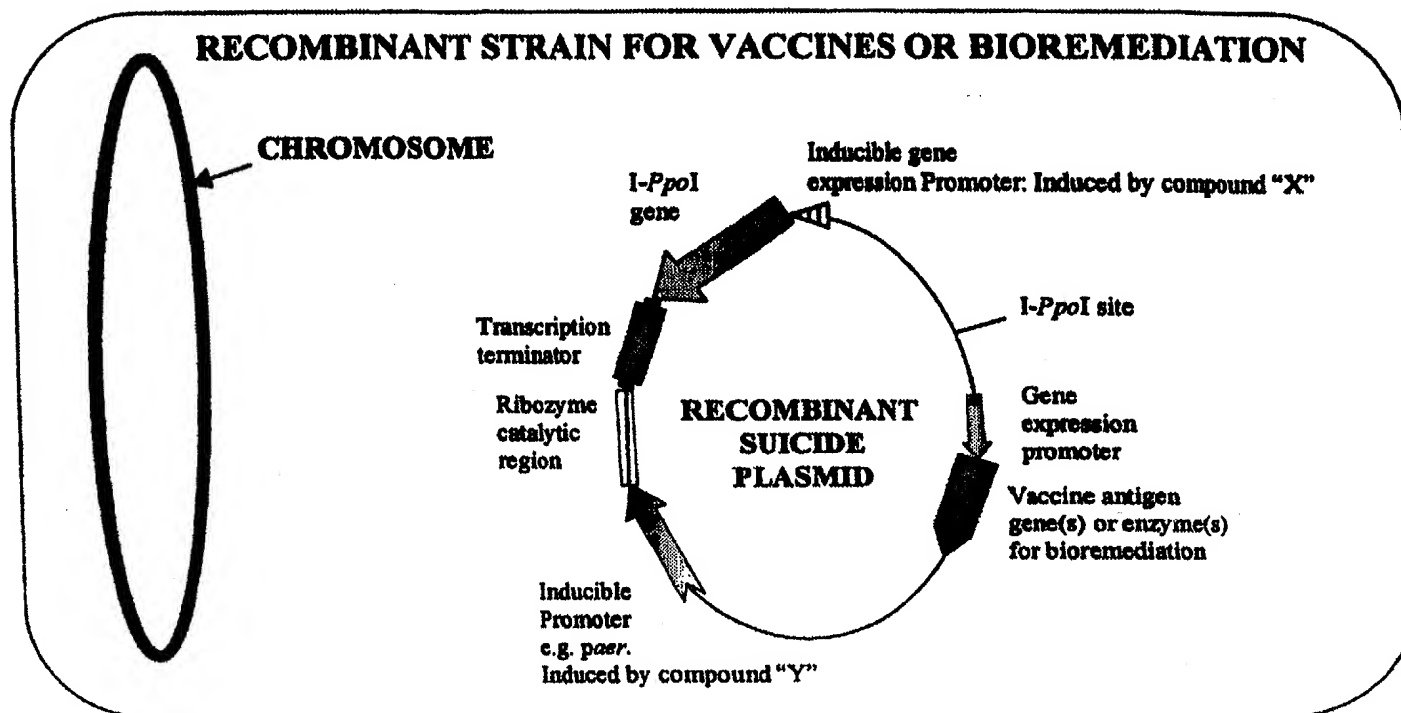 RECOMBINANT STRAIN FOR VACCINES OR BIOREMEDIATION
CHROMOSOME
Inducible gene
expression Promoter: Induced by compound “X”
I-PpoI
gene
I-PpoI site
Transcription
terminator
Ribozyme
catalytic
region
RECOMBINANT
SUICIDE
PLASMID
Gene
expression
promoter
Vaccine antigen
gene(s) or enzyme(s)
for bioremediation
Inducible
Promoter
e.g. paer.
Induced by compound “Y”